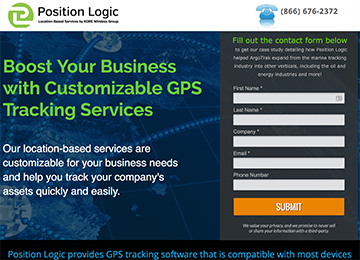 Position Logic
Location-Based Services by KORE Wireless Group
(866) 676-2372
Boost Your Business
with Customizable GPS
Tracking Services
Our location-based services are
customizable for your business needs
and help you track your company's
assets quickly and easily.
Fill out the contact form below
to get our case study detailing how Position Logic
helped ArgoTrak expand from the marine tracking
industry into other verticals, including the oil and
energy industries and more!
First Name *
Last Name *
Company *
Email *
Phone Number
SUBMIT
We value your privacy, and we promise never to sell
or share your information with a third-party.
Position Logic provides GPS tracking software that is compatible with most devices